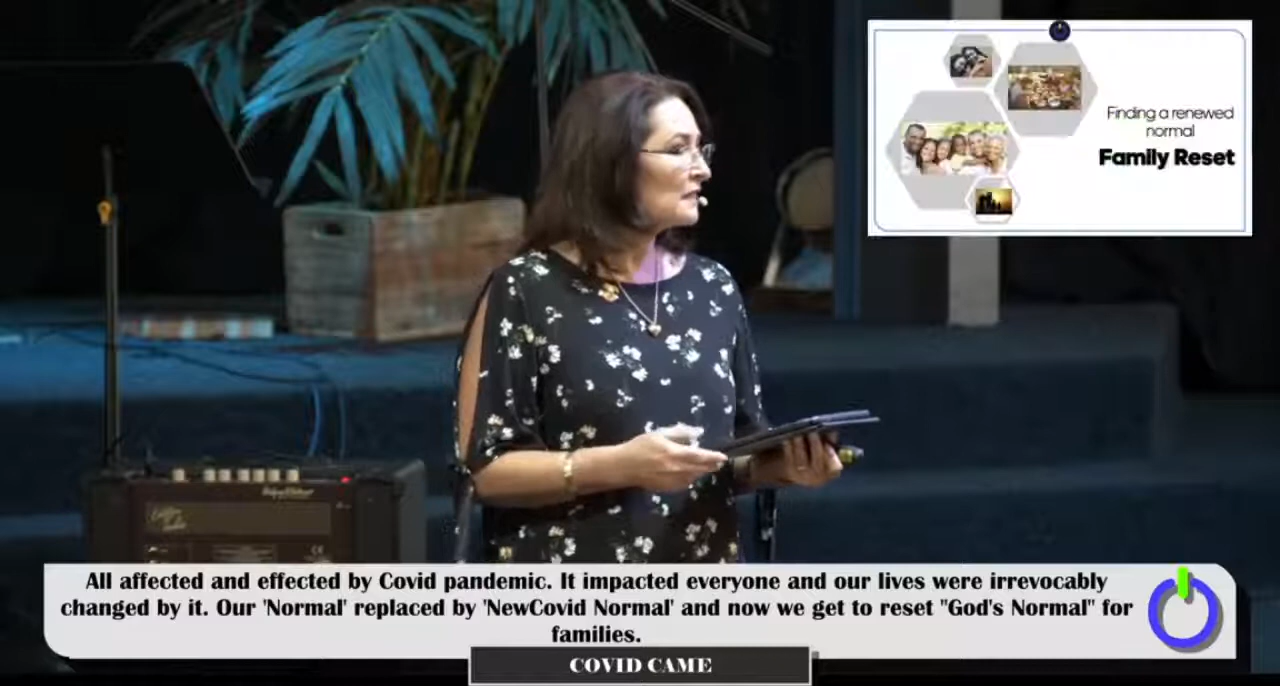 Finding a renewed
normal
Family Reset
All affected and effected by Covid pandemic. It impacted everyone and our lives were irrevocably
changed by it. Our 'Normal' replaced by 'NewCovid Normal' and now we get to reset "God's Normal" for
families.
COVID CAME